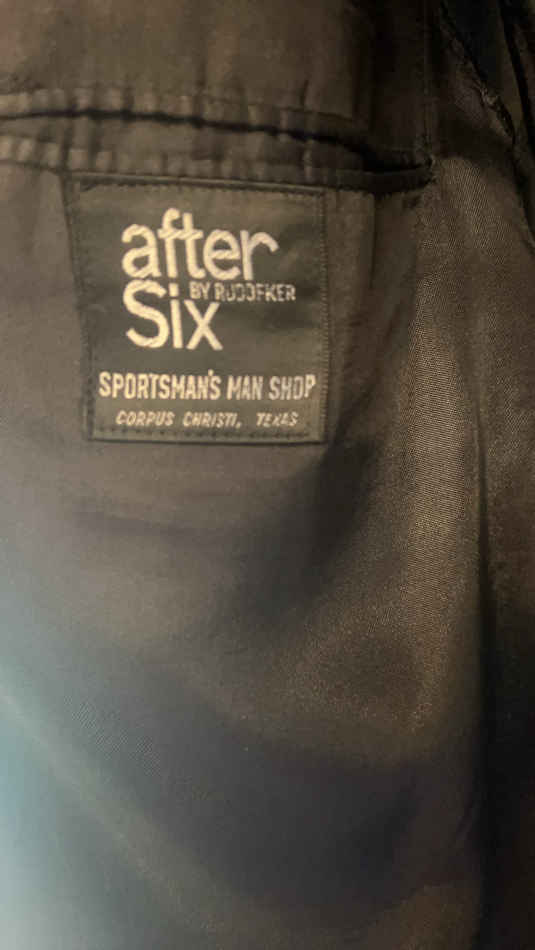 after
Six BY RUDOFKER
SPORTSMAN'S MAN SHOP
CORPUS CHRISTI, TEXAS